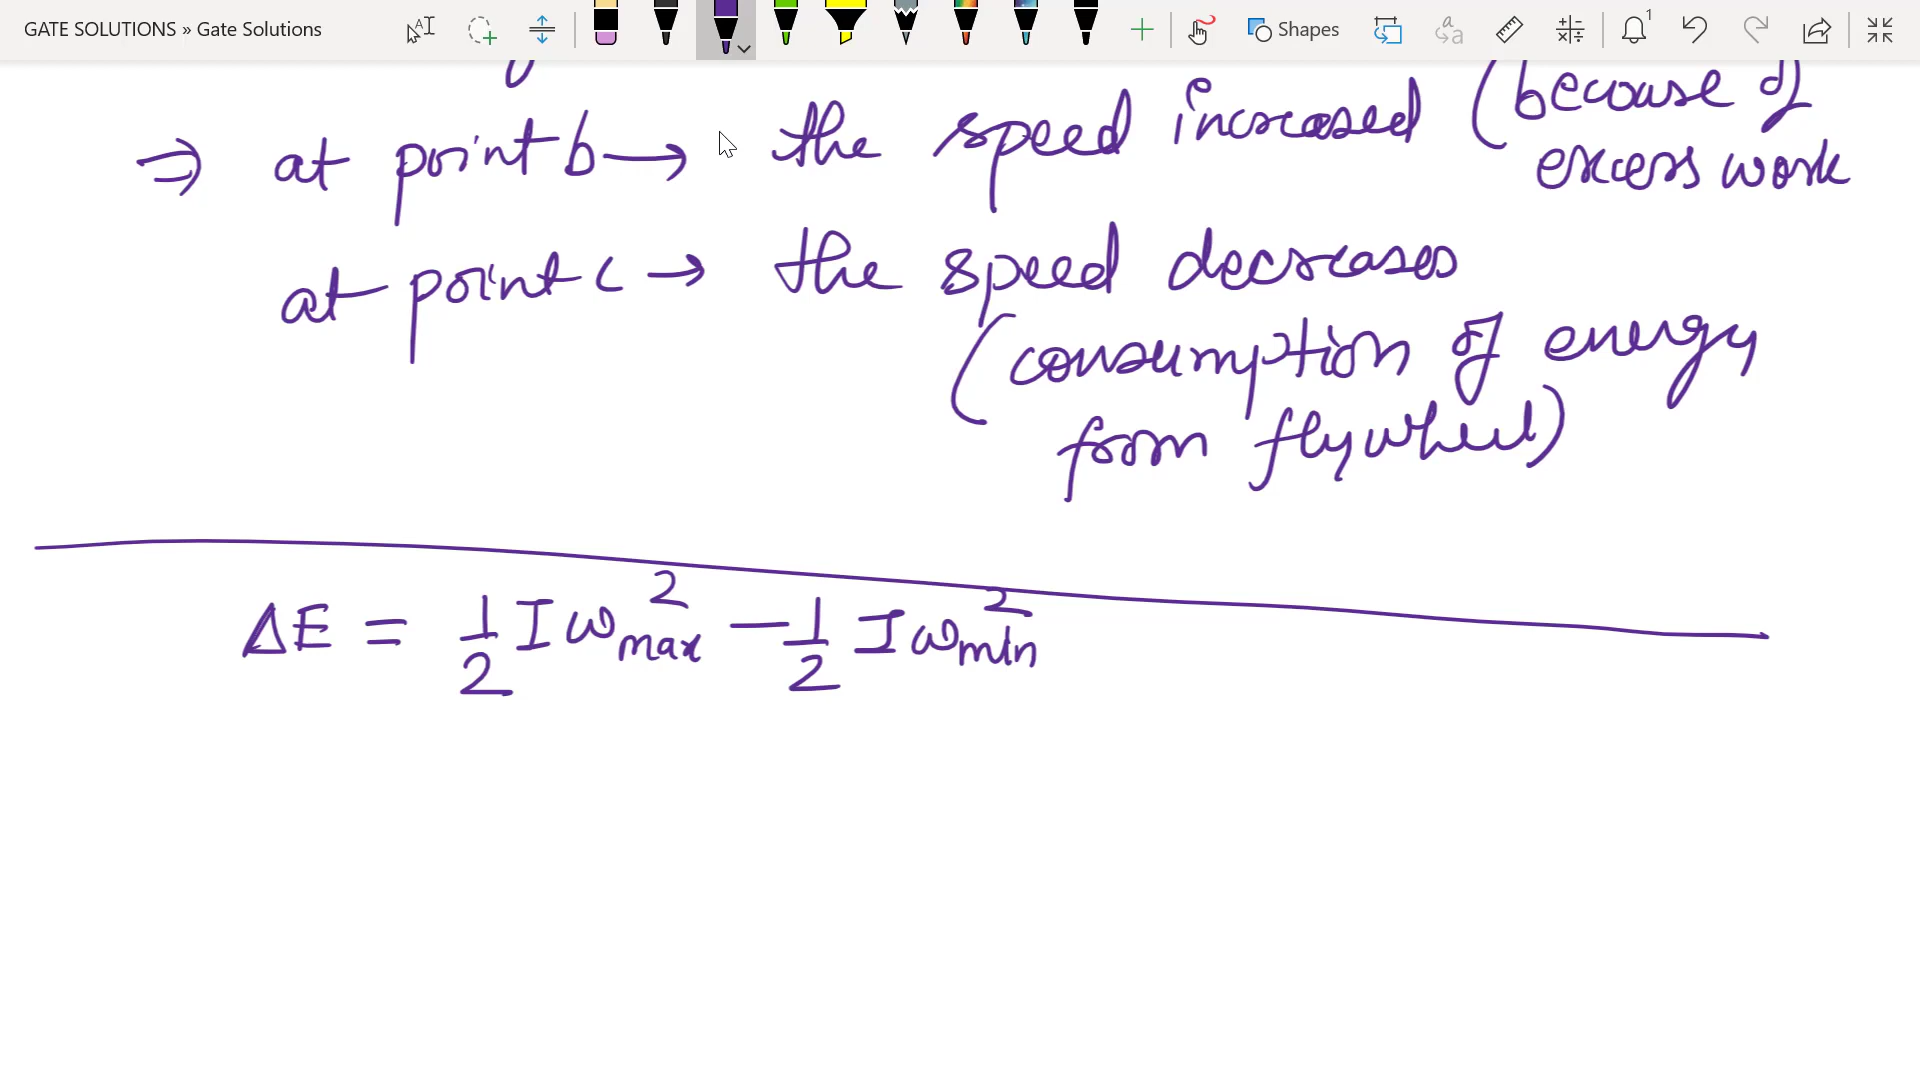 GATE SOLUTIONS » Gate Solutions
Shapes
1
⇒ at point b → the speed increased (because of
excess work
at point c → the speed decreases
(consumption of energy
from flywheel)
ΔE = 1/2 I ω²max − 1/2 I ω²min